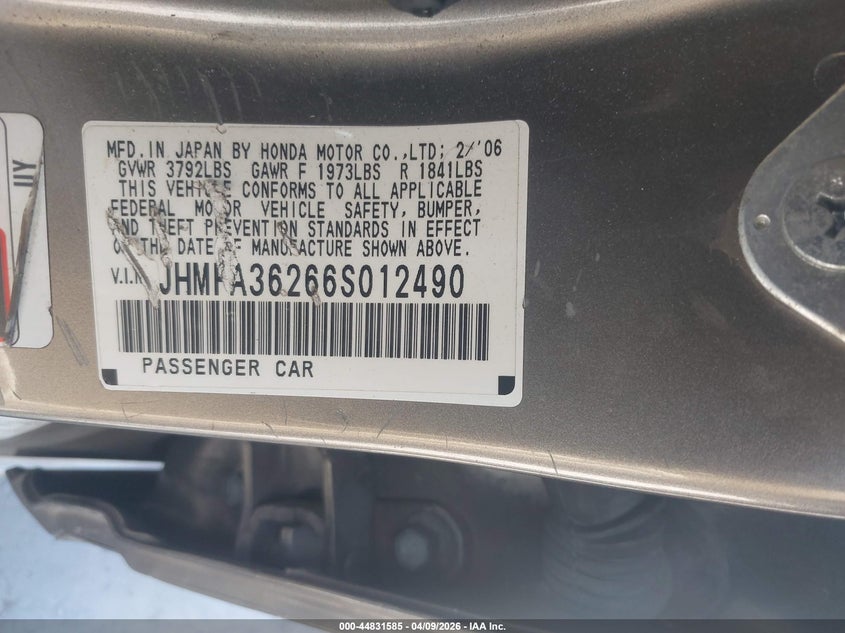 MFD.IN JAPAN BY HONDA MOTOR CO.,LTD; 2/'06
GVWR 3792LBS GAWR F 1973LBS R 1841LBS
THIS VEHICLE CONFORMS TO ALL APPLICABLE
FEDERAL MOTOR VEHICLE SAFETY, BUMPER,
AND THEFT PREVENTION STANDARDS IN EFFECT
ON THE DATE OF MANUFACTURE SHOWN ABOVE.
V.I.N JHMFA36266S012490
PASSENGER CAR
000-44831585 | 04/09/2026 | © IAA Inc.